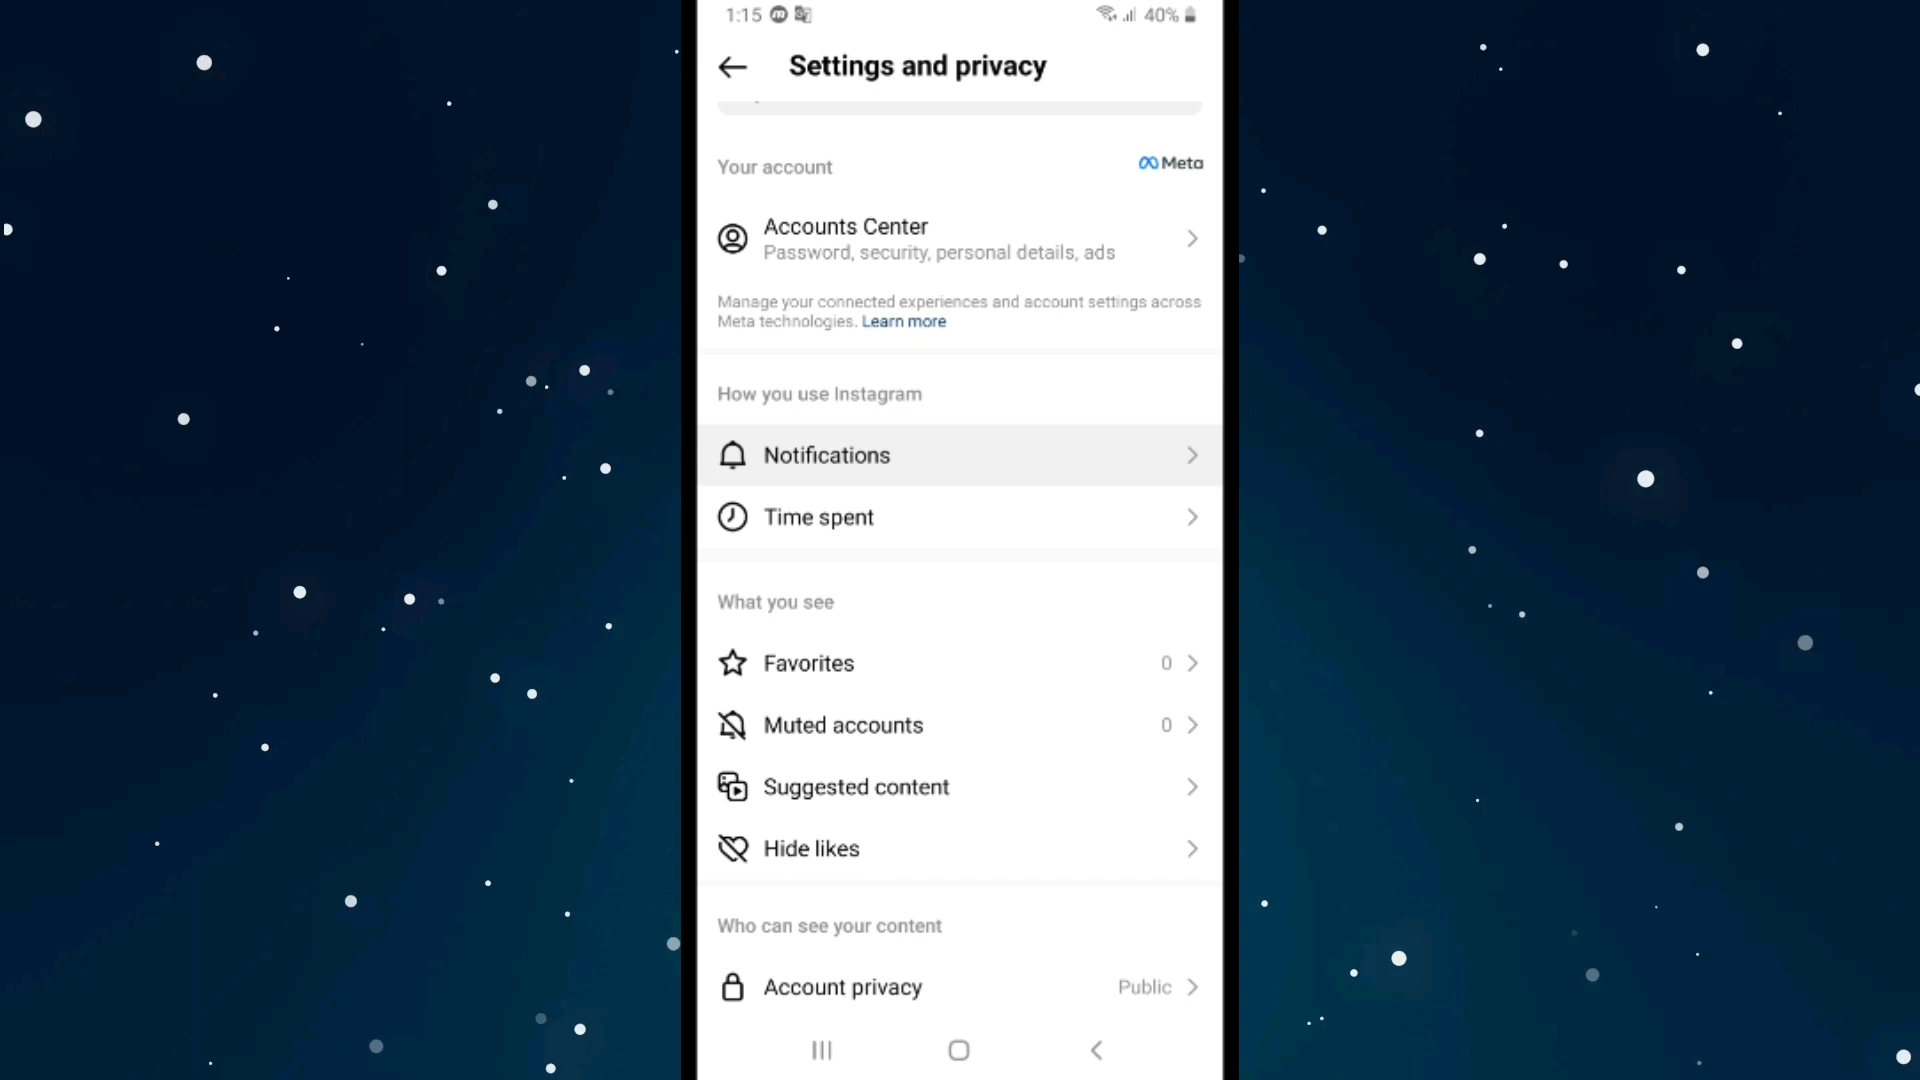 1:15
40%
Settings and privacy
Your account
Meta
Accounts Center
Password, security, personal details, ads
Manage your connected experiences and account settings across
Meta technologies. Learn more
How you use Instagram
Notifications
Time spent
What you see
Favorites 0
Muted accounts 0
Suggested content
Hide likes
Who can see your content
Account privacy Public